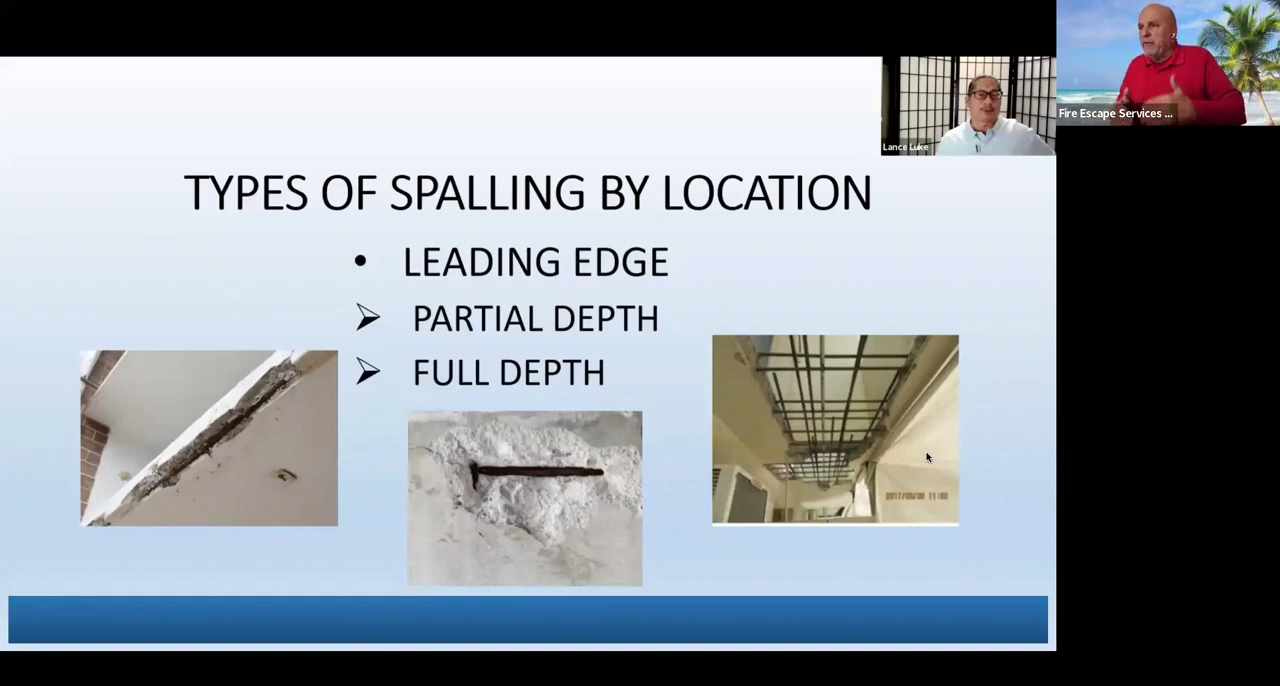 Lance Luke
Fire Escape Services ...
TYPES OF SPALLING BY LOCATION
• LEADING EDGE
➢ PARTIAL DEPTH
➢ FULL DEPTH